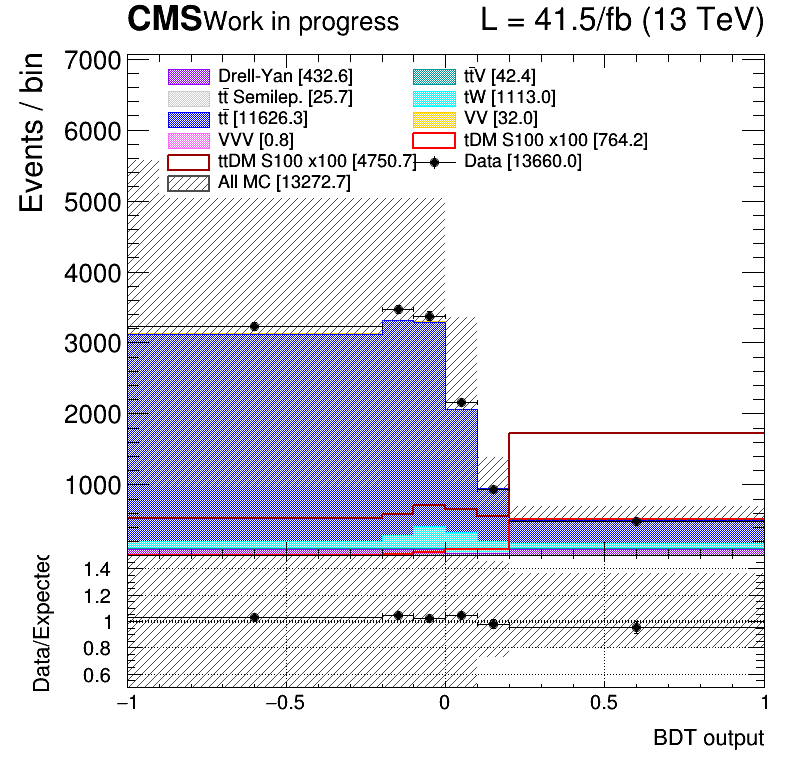 CMS Work in progress L = 41.5/fb (13 TeV)
Events / bin
7000
6000
5000
4000
3000
2000
1000
Drell-Yan [432.6] tt̄V [42.4]
tt̄ Semilep. [25.7] tW [1113.0]
tt̄ [11626.3] VV [32.0]
VVV [0.8] tDM S100 x100 [764.2]
ttDM S100 x100 [4750.7] Data [13660.0]
All MC [13272.7]
Data/Expected
1.4
1.2
1
0.8
0.6
−1 −0.5 0 0.5 1
BDT output